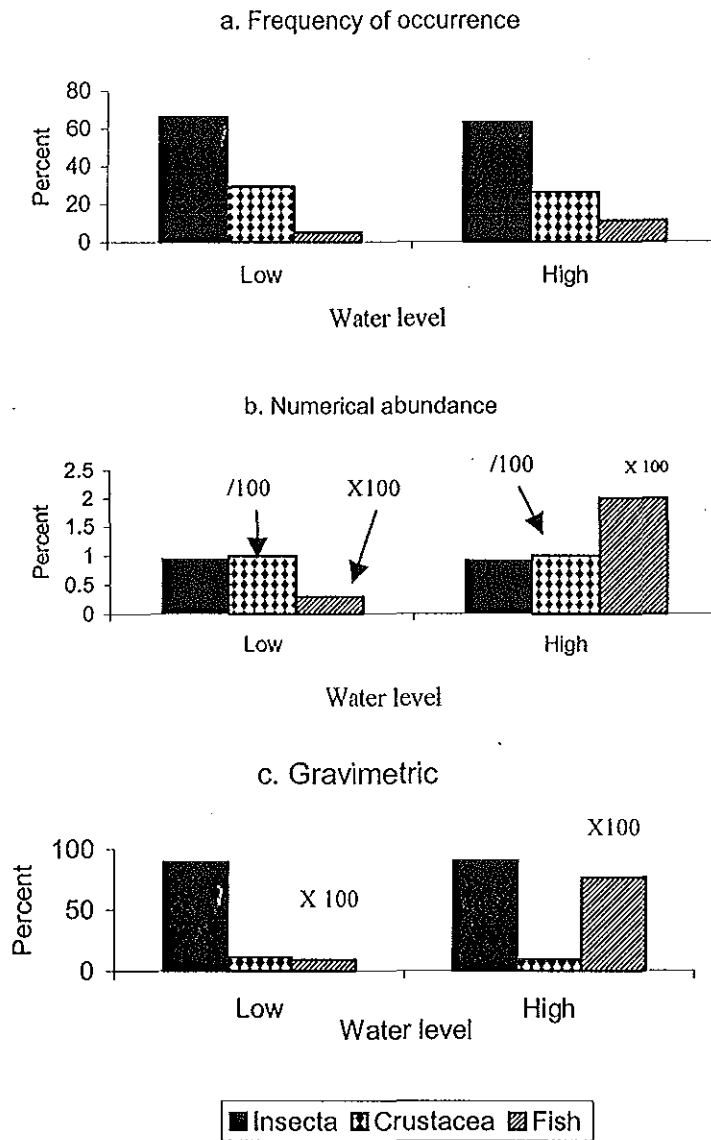 a. Frequency of occurrence
Percent
80
60
40
20
0
Low
High
Water level
b. Numerical abundance
Percent
2.5
2
1.5
1
0.5
0
/100
X100
/100
X 100
Low
High
Water level
c. Gravimetric
Percent
100
50
0
X 100
X100
Low
High
Water level
Insecta Crustacea Fish